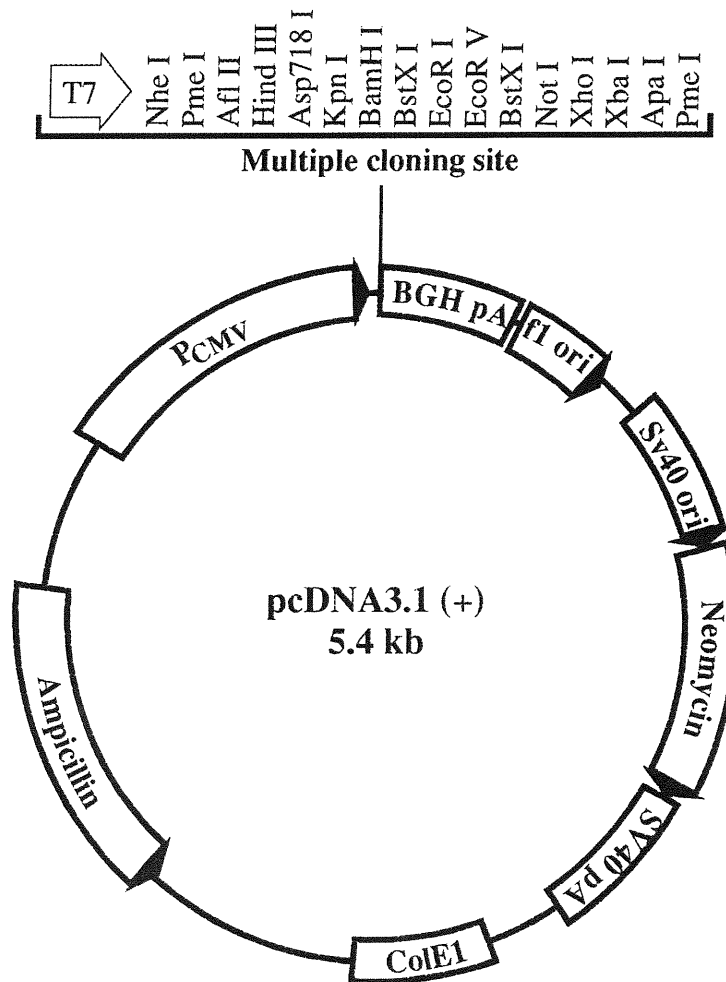 T7
Nhe I
Pme I
Afl II
Hind III
Asp718 I
Kpn I
BamH I
BstX I
EcoR I
EcoR V
BstX I
Not I
Xho I
Xba I
Apa I
Pme I
Multiple cloning site
PCMV
BGH pA
f1 ori
Sv40 ori
Neomycin
SV40 pA
ColE1
Ampicillin
pcDNA3.1 (+)
5.4 kb